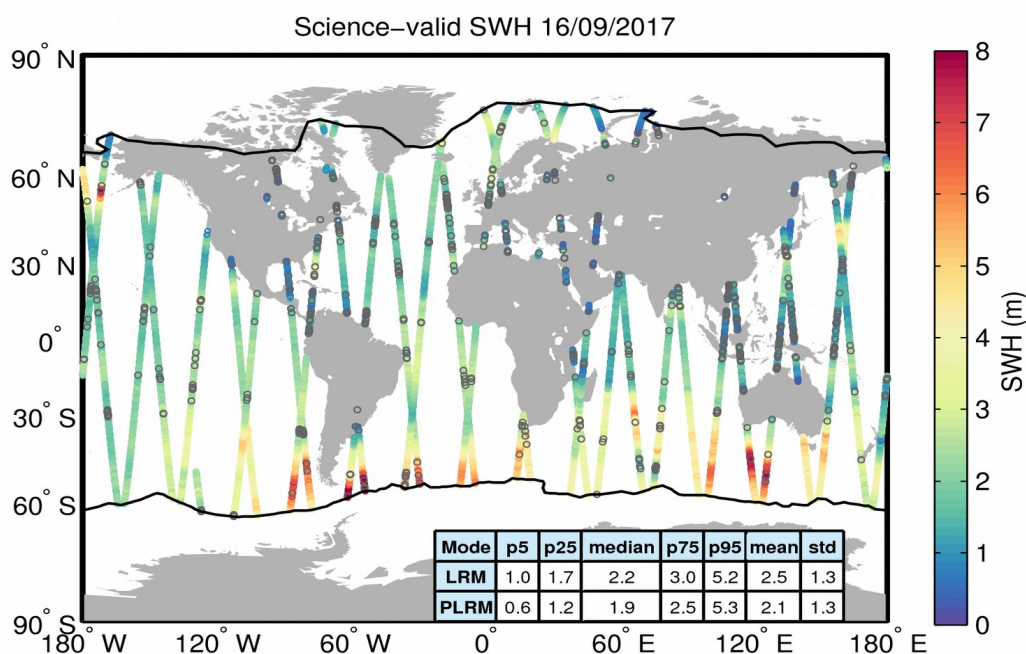 Science–valid SWH 16/09/2017
90° N
60° N
30° N
0°
30° S
60° S
90° S
180° W
120° W
60° W
0°
60° E
120° E
180° E
8
7
6
5
4
3
2
1
0
SWH (m)
Mode p5 p25 median p75 p95 mean std
LRM 1.0 1.7 2.2 3.0 5.2 2.5 1.3
PLRM 0.6 1.2 1.9 2.5 5.3 2.1 1.3